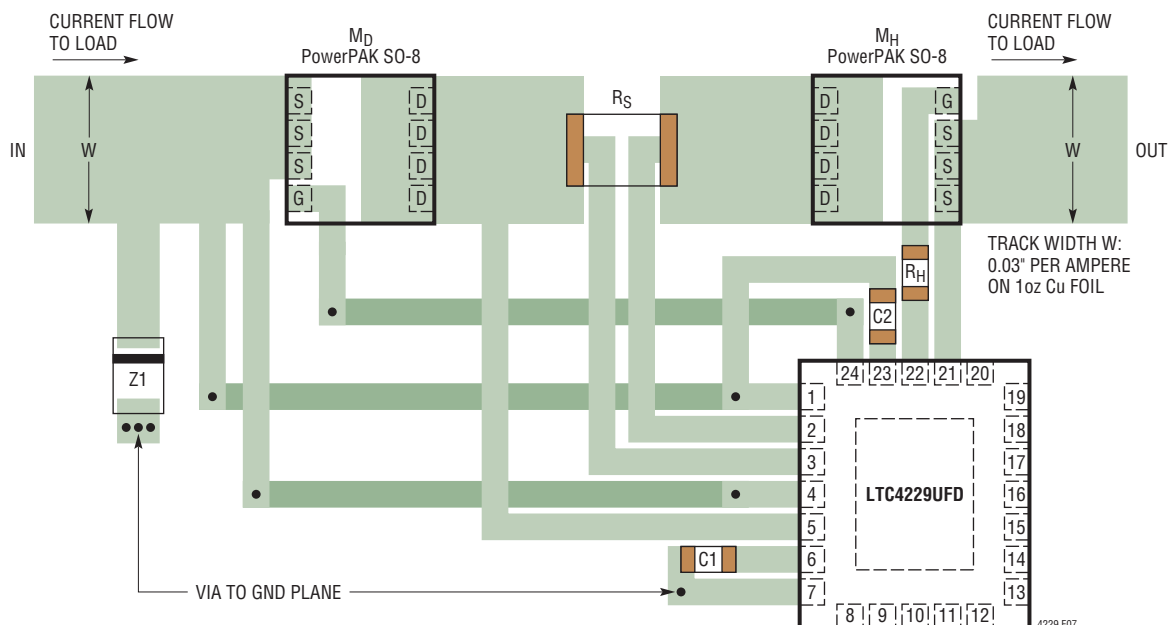 CURRENT FLOW
TO LOAD
MD
PowerPAK SO-8
MH
PowerPAK SO-8
CURRENT FLOW
TO LOAD
RS
S
D
D
G
S
D
D
S
IN
W
W
OUT
S
D
D
S
G
D
D
S
TRACK WIDTH W:
0.03" PER AMPERE
ON 1oz Cu FOIL
RH
C2
Z1
24 23 22 21 20
1
19
2
18
3
17
4
LTC4229UFD
16
5
15
6
14
C1
7
13
VIA TO GND PLANE
8 9 10 11 12
4229 F07